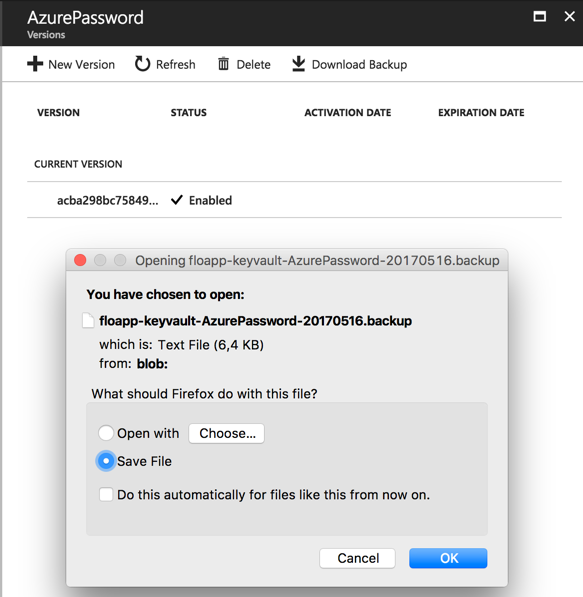 AzurePassword
Versions
New Version Refresh Delete Download Backup
VERSION STATUS ACTIVATION DATE EXPIRATION DATE
CURRENT VERSION
acba298bc75849... Enabled
Opening floapp-keyvault-AzurePassword-20170516.backup
You have chosen to open:
floapp-keyvault-AzurePassword-20170516.backup
which is: Text File (6,4 KB)
from: blob:
What should Firefox do with this file?
Open with Choose...
Save File
Do this automatically for files like this from now on.
Cancel OK